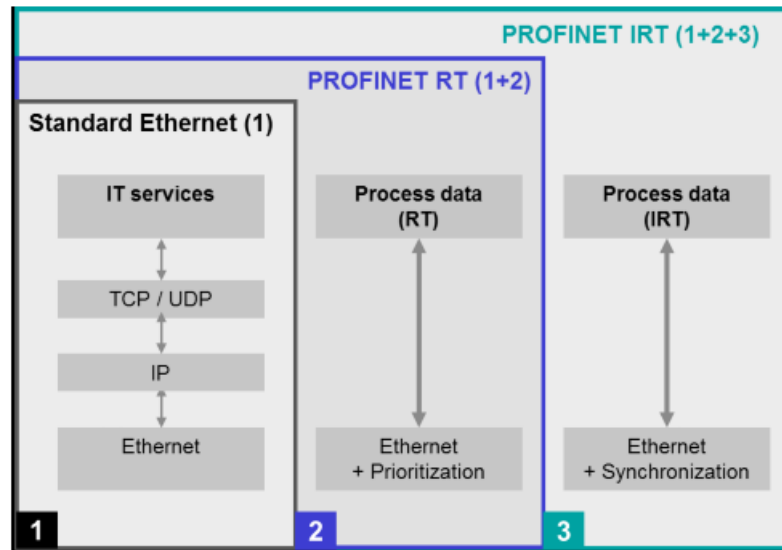 PROFINET IRT (1+2+3)
PROFINET RT (1+2)
Standard Ethernet (1)
IT services
TCP / UDP
IP
Ethernet
1
Process data
(RT)
Ethernet
+ Prioritization
2
Process data
(IRT)
Ethernet
+ Synchronization
3